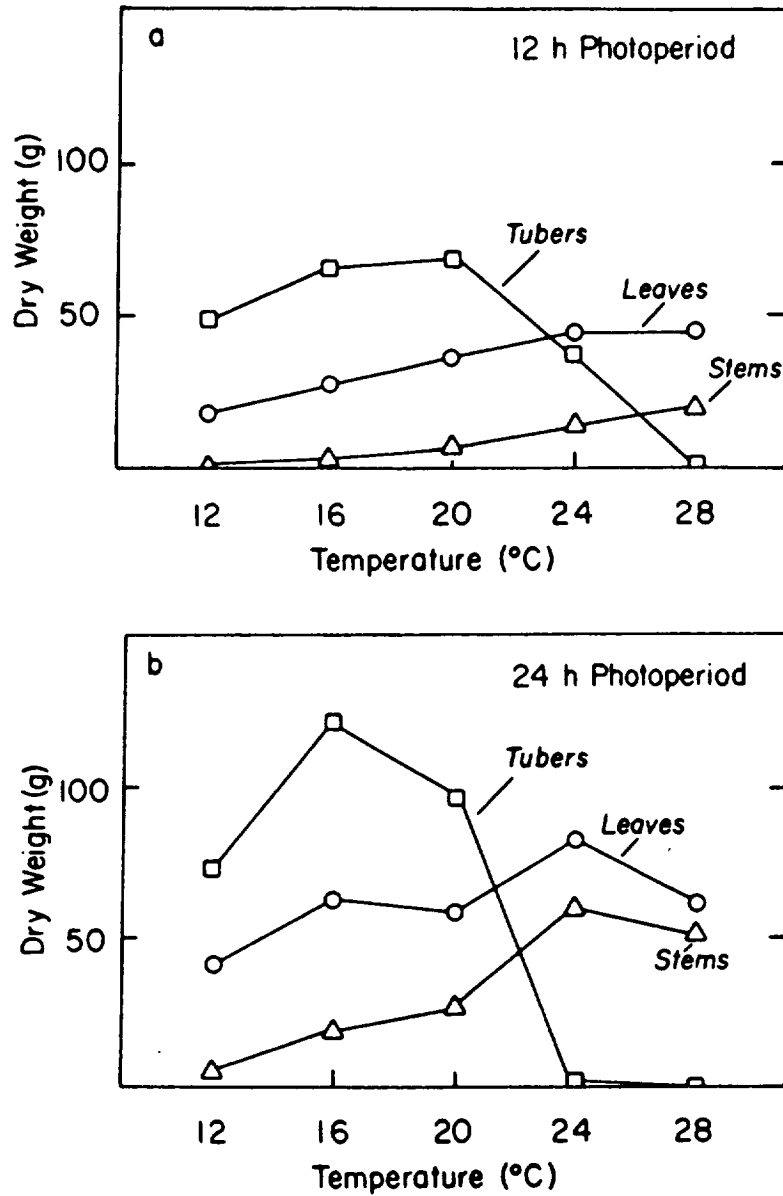 a
12 h Photoperiod
Dry Weight (g)
100
50
Tubers
Leaves
Stems
12 16 20 24 28
Temperature (°C)
b
24 h Photoperiod
Dry Weight (g)
100
50
Tubers
Leaves
Stems
12 16 20 24 28
Temperature (°C)